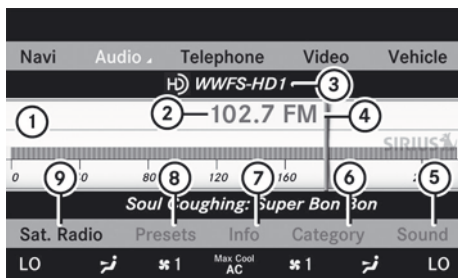 Navi Audio Telephone Video Vehicle
HD WWFS-HD1 3
1 2 102.7 FM 4
SIRIUS
0 80 120 160
9 8 7 6 5
Soul Coughing: Super Bon Bon
Sat. Radio Presets Info Category Sound
LO 1 Max Cool AC 1 LO